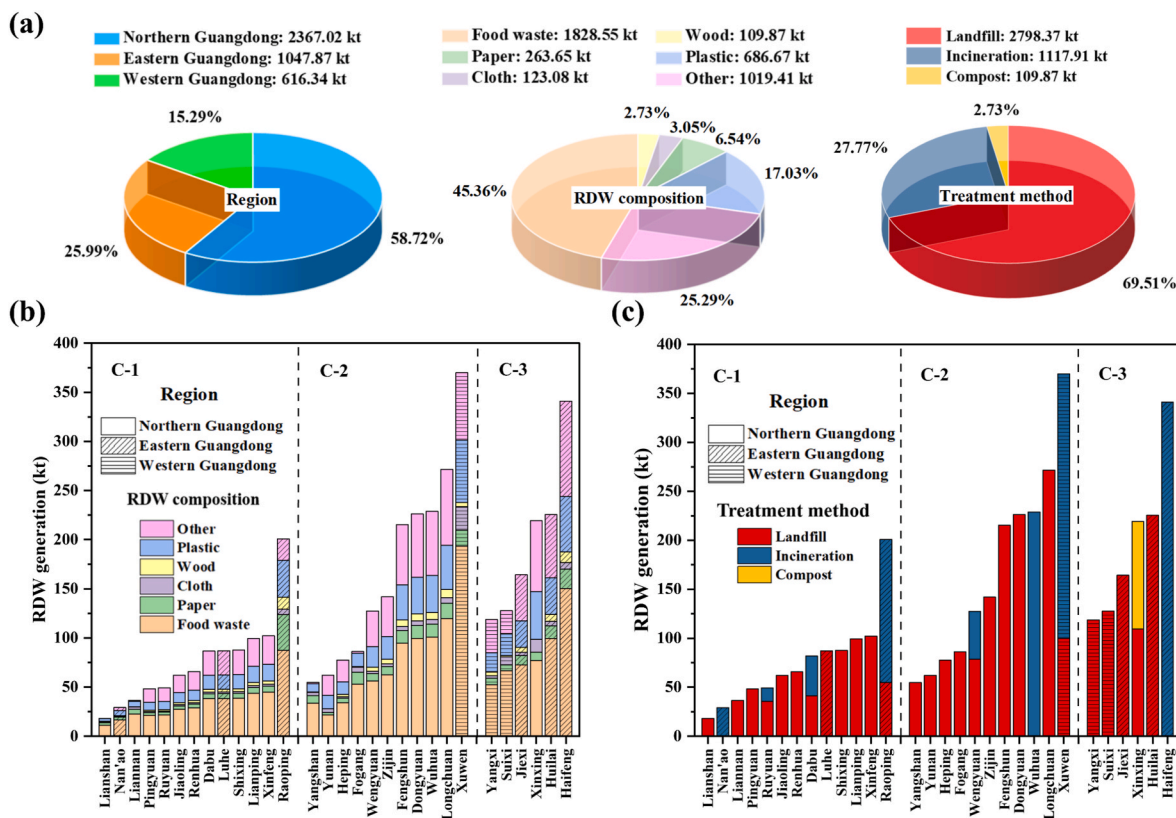 (a)
Northern Guangdong: 2367.02 kt
Eastern Guangdong: 1047.87 kt
Western Guangdong: 616.34 kt
Food waste: 1828.55 kt
Paper: 263.65 kt
Cloth: 123.08 kt
Wood: 109.87 kt
Plastic: 686.67 kt
Other: 1019.41 kt
Landfill: 2798.37 kt
Incineration: 1117.91 kt
Compost: 109.87 kt
15.29%
25.99%
58.72%
Region
2.73%
3.05%
6.54%
17.03%
45.36%
25.29%
RDW composition
2.73%
27.77%
69.51%
Treatment method
(b)
RDW generation (kt)
400
350
300
250
200
150
100
50
0
C-1
C-2
C-3
Region
Northern Guangdong
Eastern Guangdong
Western Guangdong
RDW composition
Other
Plastic
Wood
Cloth
Paper
Food waste
Lianshan
Nan'ao
Liannan
Pingyuan
Ruyuan
Jiaoling
Renhua
Dabu
Luhe
Shixing
Lianping
Xinfeng
Raoping
Yangshan
Yunan
Heping
Fogang
Wengyuan
Zijin
Fengshun
Dongyuan
Wuhua
Longchuan
Xuwen
Yangxi
Suixi
Jiexi
Xinxing
Huilai
Haifeng
(c)
RDW generation (kt)
400
350
300
250
200
150
100
50
0
C-1
C-2
C-3
Region
Northern Guangdong
Eastern Guangdong
Western Guangdong
Treatment method
Landfill
Incineration
Compost
Lianshan
Nan'ao
Liannan
Pingyuan
Ruyuan
Jiaoling
Renhua
Dabu
Luhe
Shixing
Lianping
Xinfeng
Raoping
Yangshan
Yunan
Heping
Fogang
Wengyuan
Zijin
Fengshun
Dongyuan
Wuhua
Longchuan
Xuwen
Yangxi
Suixi
Jiexi
Xinxing
Huilai
Haifeng